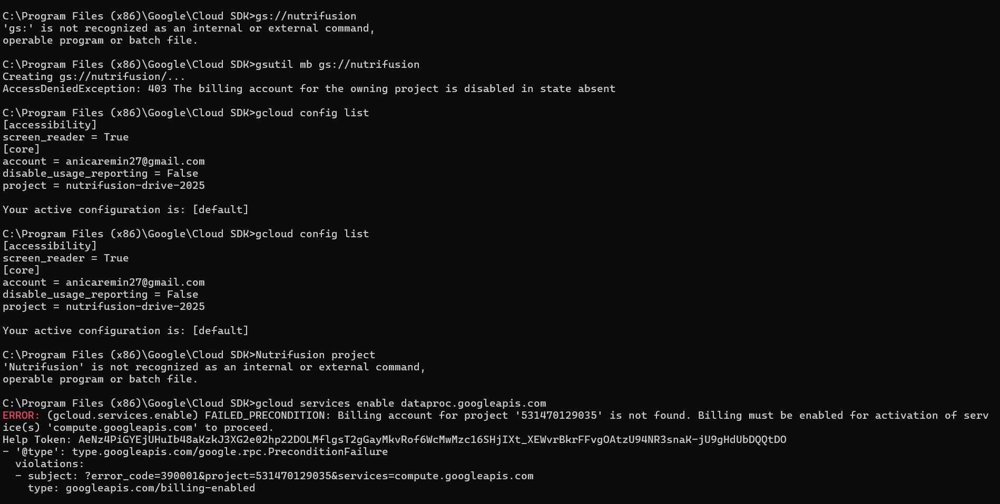 C:\Program Files (x86)\Google\Cloud SDK>gs://nutrifusion
'gs:' is not recognized as an internal or external command,
operable program or batch file.
C:\Program Files (x86)\Google\Cloud SDK>gsutil mb gs://nutrifusion
Creating gs://nutrifusion/...
AccessDeniedException: 403 The billing account for the owning project is disabled in state absent
C:\Program Files (x86)\Google\Cloud SDK>gcloud config list
[accessibility]
screen_reader = True
[core]
account = anicaremin27@gmail.com
disable_usage_reporting = False
project = nutrifusion-drive-2025
Your active configuration is: [default]
C:\Program Files (x86)\Google\Cloud SDK>gcloud config list
[accessibility]
screen_reader = True
[core]
account = anicaremin27@gmail.com
disable_usage_reporting = False
project = nutrifusion-drive-2025
Your active configuration is: [default]
C:\Program Files (x86)\Google\Cloud SDK>Nutrifusion project
'Nutrifusion' is not recognized as an internal or external command,
operable program or batch file.
C:\Program Files (x86)\Google\Cloud SDK>gcloud services enable dataproc.googleapis.com
ERROR: (gcloud.services.enable) FAILED_PRECONDITION: Billing account for project '531470129035' is not found. Billing must be enabled for activation of serv
ice(s) 'compute.googleapis.com' to proceed.
Help Token: AeNz4PiGYEjUHuIb48aKzkJ3XG2e02hp22DOLMflgsT2gGayMkvRof6WcMwMzc16SHjIXt_XEWvrBkrFFvgOAtzU94NR3snaK-jU9gHdUbDQQtDO
- '@type': type.googleapis.com/google.rpc.PreconditionFailure
  violations:
  - subject: ?error_code=390001&project=531470129035&services=compute.googleapis.com
    type: googleapis.com/billing-enabled